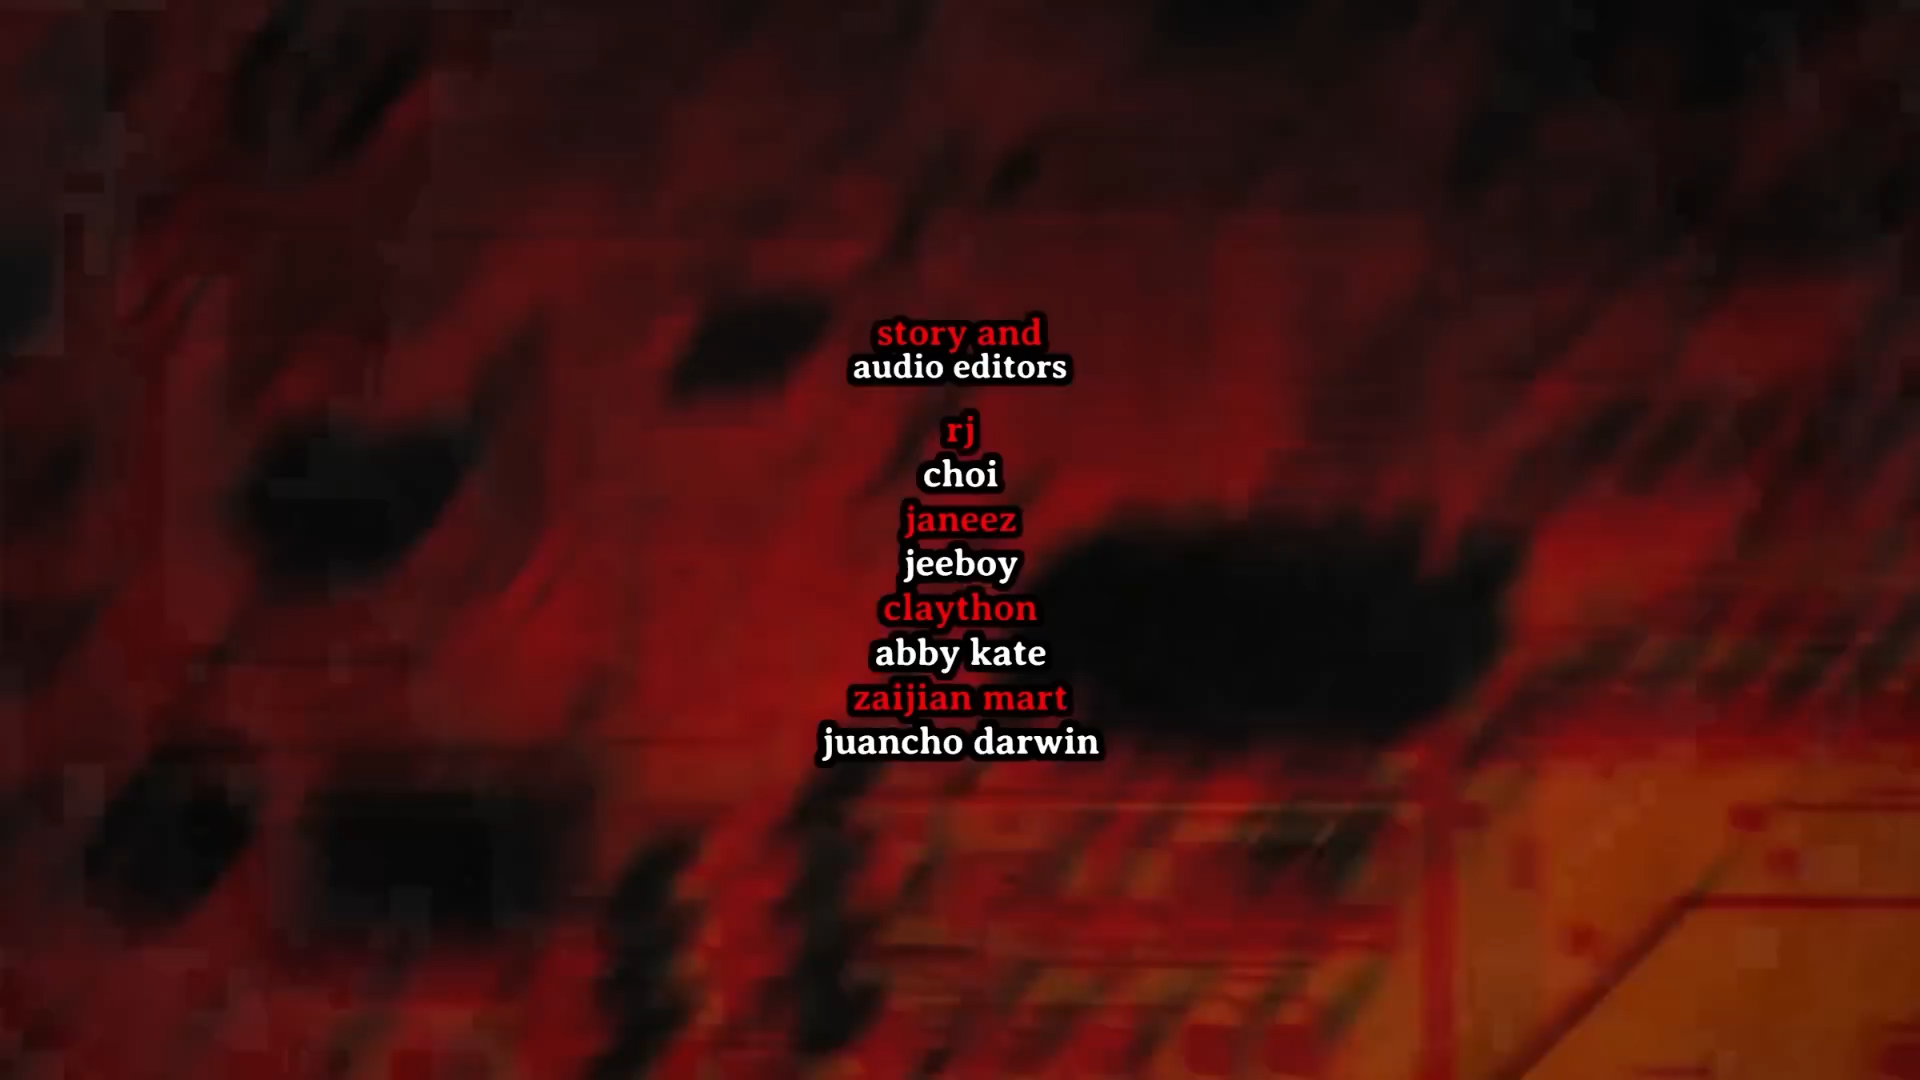 story and
audio editors
rj
choi
janeez
jeeboy
claython
abby kate
zaijian mart
juancho darwin